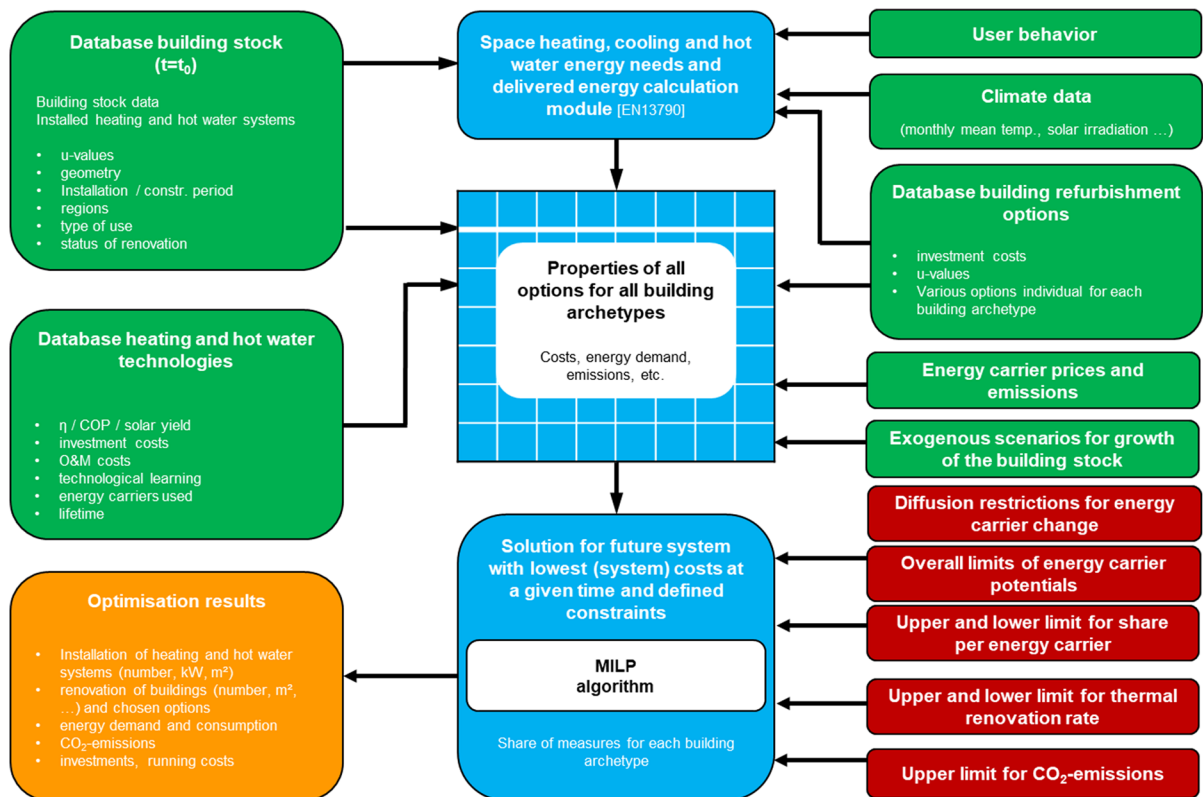 Database building stock
(t=t₀)
Building stock data
Installed heating and hot water systems
• u-values
• geometry
• Installation / constr. period
• regions
• type of use
• status of renovation
Database heating and hot water
technologies
• η / COP / solar yield
• investment costs
• O&M costs
• technological learning
• energy carriers used
• lifetime
Optimisation results
• Installation of heating and hot water
systems (number, kW, m²)
• renovation of buildings (number, m²,
…) and chosen options
• energy demand and consumption
• CO₂-emissions
• investments, running costs
Space heating, cooling and hot
water energy needs and
delivered energy calculation
module [EN13790]
Properties of all
options for all building
archetypes
Costs, energy demand,
emissions, etc.
Solution for future system
with lowest (system) costs at
a given time and defined
constraints
MILP
algorithm
Share of measures for each building
archetype
User behavior
Climate data
(monthly mean temp., solar irradiation …)
Database building refurbishment
options
• investment costs
• u-values
• Various options individual for each
building archetype
Energy carrier prices and
emissions
Exogenous scenarios for growth
of the building stock
Diffusion restrictions for energy
carrier change
Overall limits of energy carrier
potentials
Upper and lower limit for share
per energy carrier
Upper and lower limit for thermal
renovation rate
Upper limit for CO₂-emissions